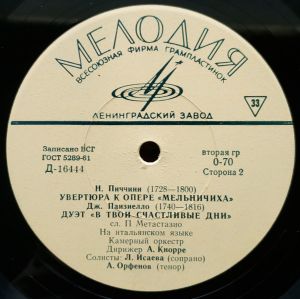 МЕЛОДИЯ
ВСЕСОЮЗНАЯ ФИРМА ГРАМПЛАСТИНОК
33
ЛЕНИНГРАДСКИЙ ЗАВОД
Записано ВСГ
ГОСТ 5289-61
Д-16444
вторая гр
0-70
Сторона 2
Н. Пиччини (1728—1800)
УВЕРТЮРА К ОПЕРЕ «МЕЛЬНИЧИХА»
Дж. Паизиелло (1740—816)
ДУЭТ «В ТВОИ СЧАСТЛИВЫЕ ДНИ»
сл. П Метастазио
На итальянском языке
Камерный оркестр
Дирижер А. Кнорре
Солисты: Л. Исаева (сопрано)
А. Орфенов (тенор)